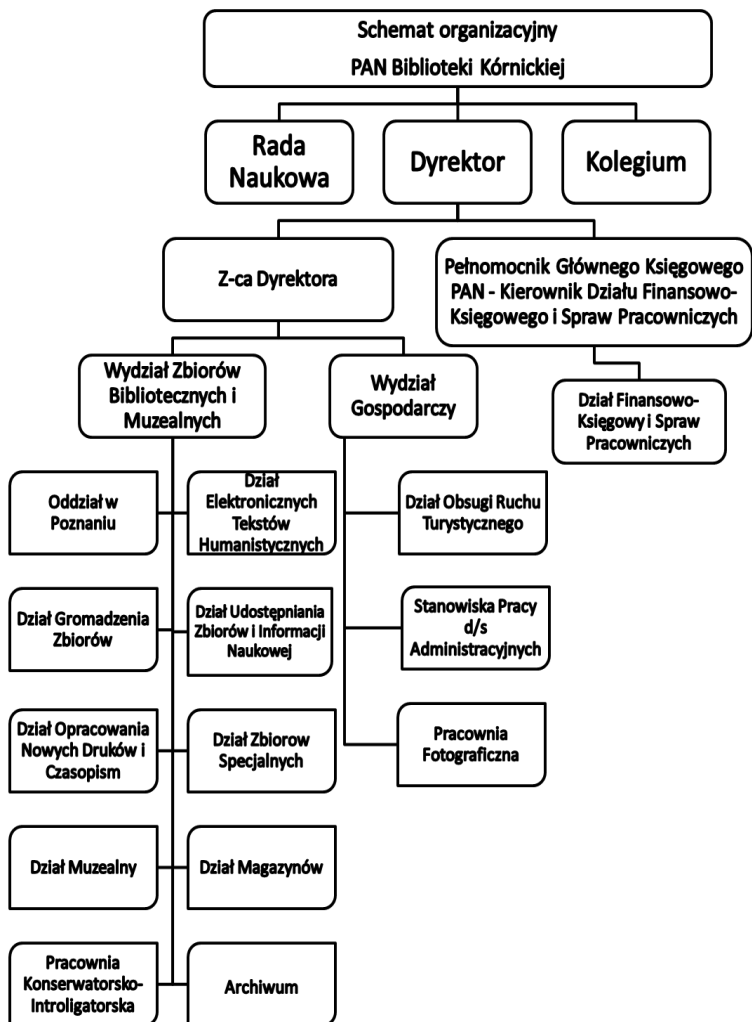 Schemat organizacyjny
PAN Biblioteki Kórnickiej
Rada
Naukowa
Dyrektor
Kolegium
Z-ca Dyrektora
Pełnomocnik Głównego Księgowego
PAN - Kierownik Działu Finansowo-
Księgowego i Spraw Pracowniczych
Wydział Zbiorów
Bibliotecznych i
Muzealnych
Wydział
Gospodarczy
Dział Finansowo-
Księgowy i Spraw
Pracowniczych
Oddział w
Poznaniu
Dział
Elektronicznych
Tekstów
Humanistycznych
Dział Obsugi Ruchu
Turystycznego
Dział Gromadzenia
Zbiorów
Dział Udostępniania
Zbiorów i Informacji
Naukowej
Stanowiska Pracy
d/s
Administracyjnych
Dział Opracowania
Nowych Druków i
Czasopism
Dział Zbiorow
Specjalnych
Pracownia
Fotograficzna
Dział Muzealny
Dział Magazynów
Pracownia
Konserwatorsko-
Introligatorska
Archiwum